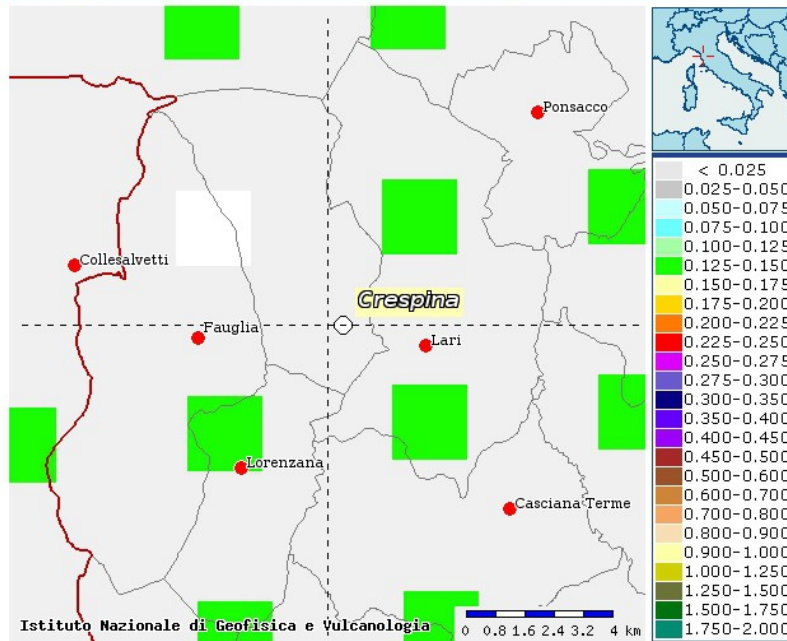 Ponsacco
Collesalvetti
Crespina
Fauglia
Lari
Lorenzana
Casciana Terme
Istituto Nazionale di Geofisica e Vulcanologia
0 0.8 1.6 2.4 3.2 4 km
< 0.025
0.025-0.050
0.050-0.075
0.075-0.100
0.100-0.125
0.125-0.150
0.150-0.175
0.175-0.200
0.200-0.225
0.225-0.250
0.250-0.275
0.275-0.300
0.300-0.350
0.350-0.400
0.400-0.450
0.450-0.500
0.500-0.600
0.600-0.700
0.700-0.800
0.800-0.900
0.900-1.000
1.000-1.250
1.250-1.500
1.500-1.750
1.750-2.000